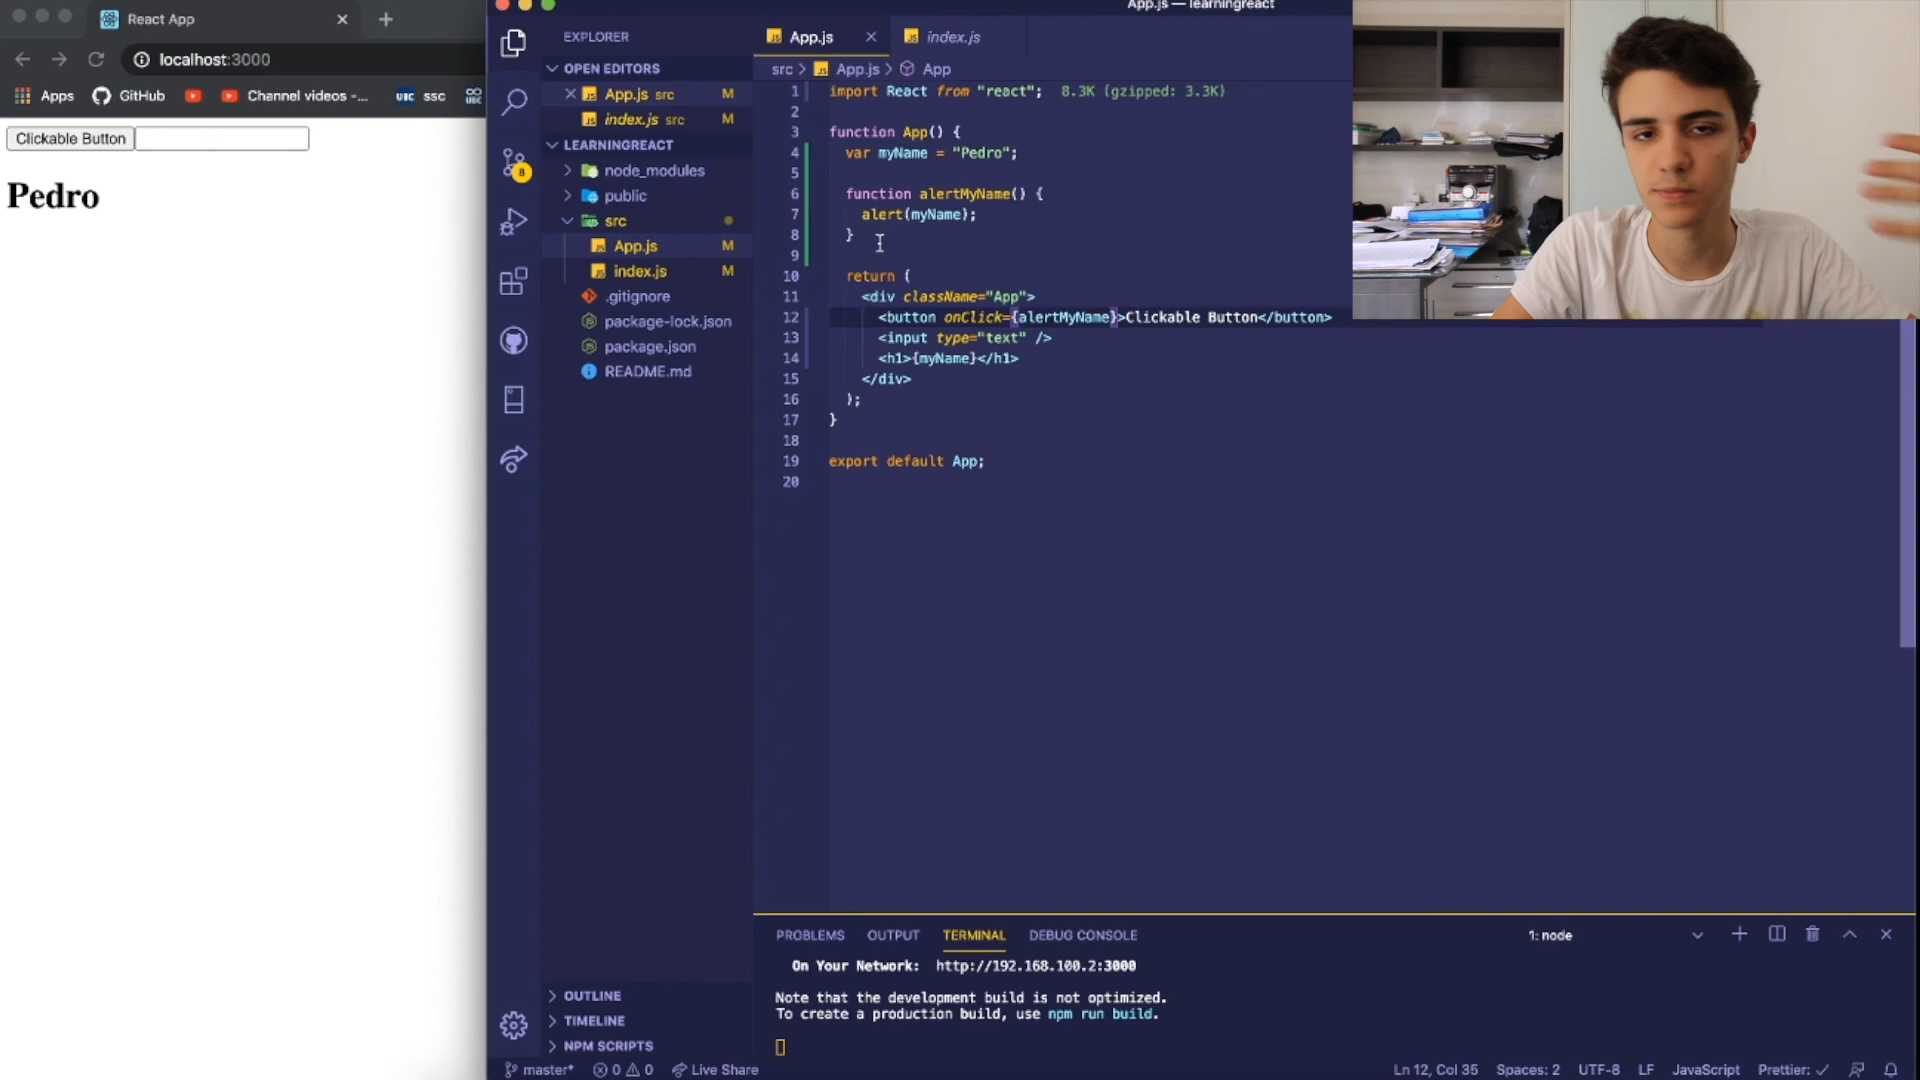 React App
localhost:3000
Apps
GitHub
Channel videos -...
UBC
ssc
Clickable Button
Pedro
App.js — learningreact
EXPLORER
OPEN EDITORS
App.js src M
index.js src M
LEARNINGREACT
node_modules
public
src
App.js M
index.js M
.gitignore
package-lock.json
package.json
README.md
8
OUTLINE
TIMELINE
NPM SCRIPTS
App.js
index.js
src > App.js > App
1 import React from "react"; 8.3K (gzipped: 3.3K)
2
3 function App() {
4 var myName = "Pedro";
5
6 function alertMyName() {
7 alert(myName);
8 }
9
10 return (
11 <div className="App">
12 <button onClick={alertMyName}>Clickable Button</button>
13 <input type="text" />
14 <h1>{myName}</h1>
15 </div>
16 );
17 }
18
19 export default App;
20
PROBLEMS OUTPUT TERMINAL DEBUG CONSOLE
1: node
On Your Network: http://192.168.100.2:3000
Note that the development build is not optimized.
To create a production build, use npm run build.
master* 0 0 Live Share
Ln 12, Col 35 Spaces: 2 UTF-8 LF JavaScript Prettier: ✓